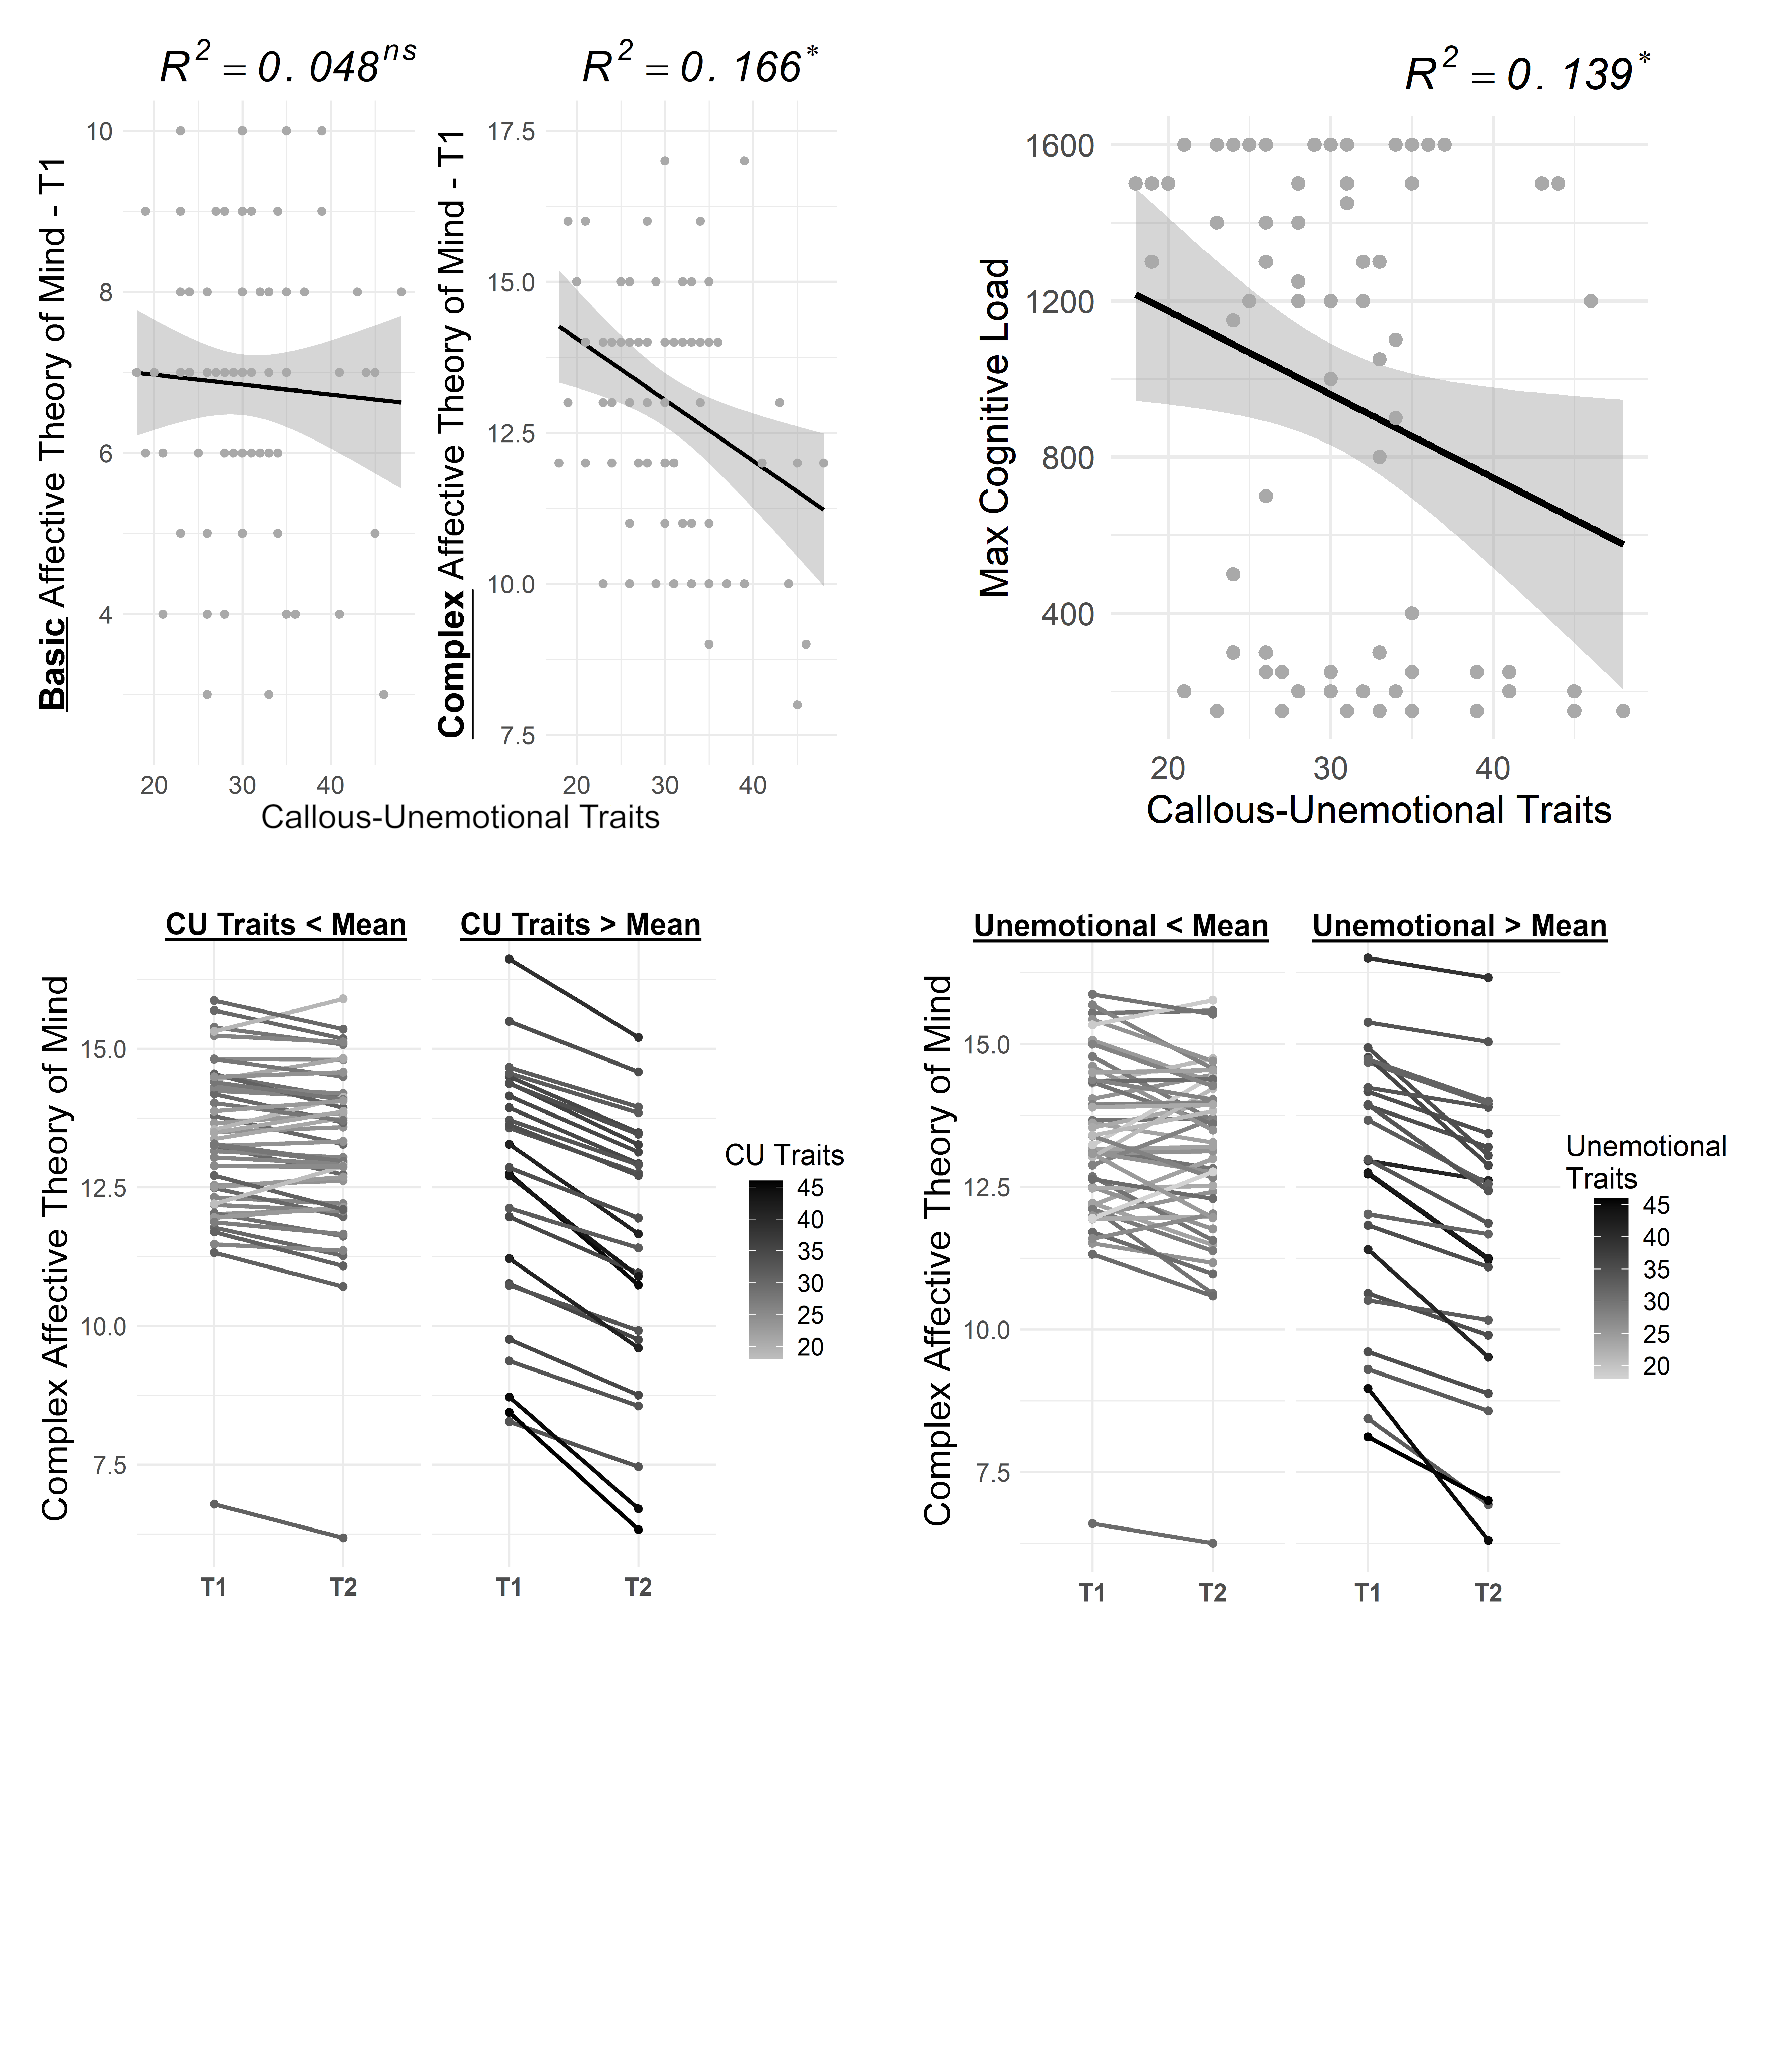 R² = 0. 048ⁿˢ
Basic Affective Theory of Mind - T1
10
8
6
4
20 30 40
R² = 0. 166*
Complex Affective Theory of Mind - T1
17.5
15.0
12.5
10.0
7.5
20 30 40
Callous-Unemotional Traits
R² = 0. 139*
Max Cognitive Load
1600
1200
800
400
20 30 40
Callous-Unemotional Traits
CU Traits < Mean CU Traits > Mean
Complex Affective Theory of Mind
15.0
12.5
10.0
7.5
T1 T2 T1 T2
CU Traits
45
40
35
30
25
20
Unemotional < Mean Unemotional > Mean
Complex Affective Theory of Mind
15.0
12.5
10.0
7.5
T1 T2 T1 T2
Unemotional
Traits
45
40
35
30
25
20